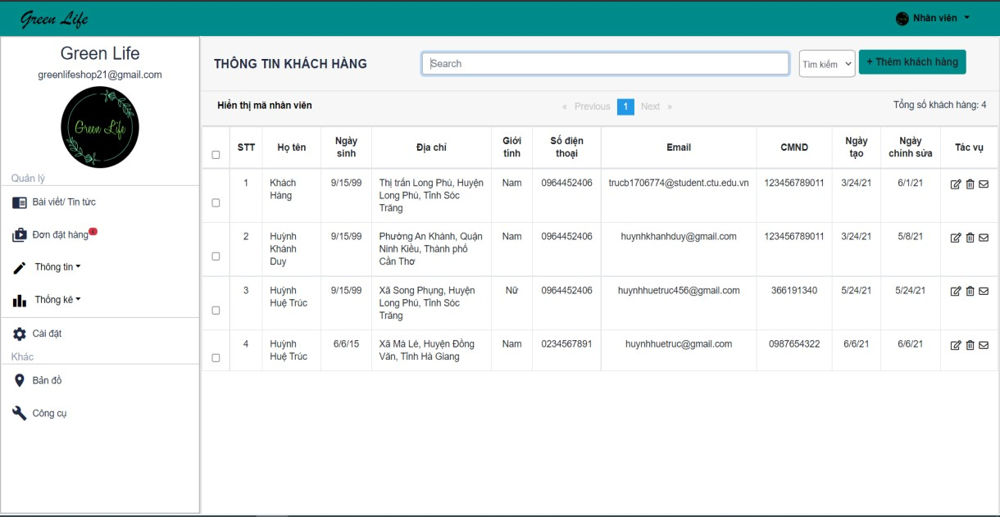 Green Life
Nhân viên
Green Life
greenlifeshop21@gmail.com
Green Life
Quản lý
Bài viết/ Tin tức
Đơn đặt hàng
Thông tin
Thống kê
Cài đặt
Khác
Bản đồ
Công cụ
THÔNG TIN KHÁCH HÀNG
Search
Tìm kiếm
+ Thêm khách hàng
Hiển thị mã nhân viên
« Previous 1 Next »
Tổng số khách hàng: 4
STT Họ tên Ngày sinh Địa chỉ Giới tính Số điện thoại Email CMND Ngày tạo Ngày chỉnh sửa Tác vụ
1 Khách Hàng 9/15/99 Thị trấn Long Phú, Huyện Long Phú, Tỉnh Sóc Trăng Nam 0964452406 trucb1706774@student.ctu.edu.vn 123456789011 3/24/21 6/1/21
2 Huỳnh Khánh Duy 9/15/99 Phường An Khánh, Quận Ninh Kiều, Thành phố Cần Thơ Nam 0964452406 huynhkhanhduy@gmail.com 123456789011 3/24/21 5/8/21
3 Huỳnh Huệ Trúc 9/15/99 Xã Song Phụng, Huyện Long Phú, Tỉnh Sóc Trăng Nữ 0964452406 huynhhuetruc456@gmail.com 366191340 5/24/21 5/24/21
4 Huỳnh Huệ Trúc 6/6/15 Xã Má Lé, Huyện Đồng Văn, Tỉnh Hà Giang Nam 0234567891 huynhhuetruc@gmail.com 0987654322 6/6/21 6/6/21